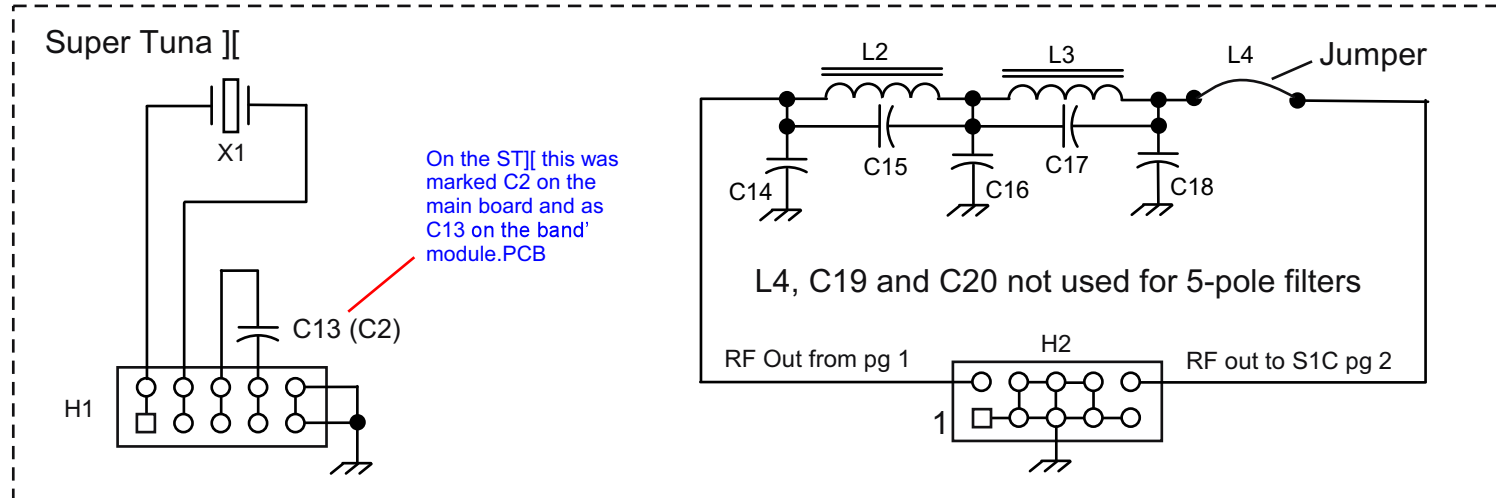 Super Tuna ][
X1
On the ST][ this was
marked C2 on the
main board and as
C13 on the band’
module.PCB
C13 (C2)
H1
L2
L3
L4
Jumper
C14
C15
C16
C17
C18
L4, C19 and C20 not used for 5-pole filters
RF Out from pg 1
H2
RF out to S1C pg 2
1